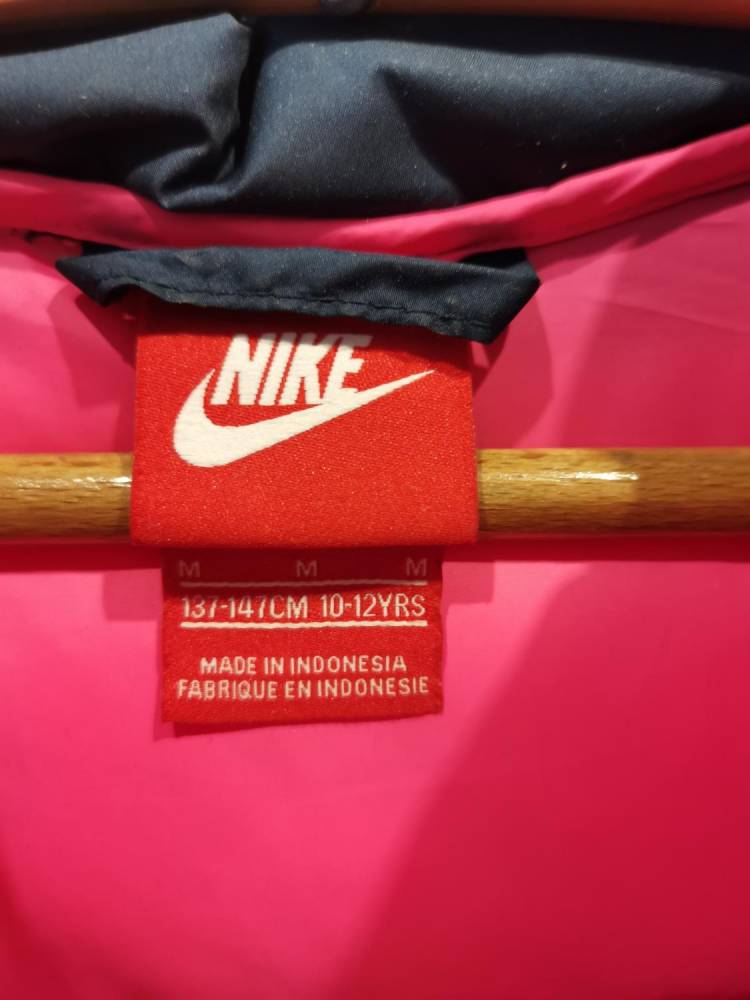 NIKE
M M M
137-147CM 10-12YRS
MADE IN INDONESIA
FABRIQUE EN INDONESIE